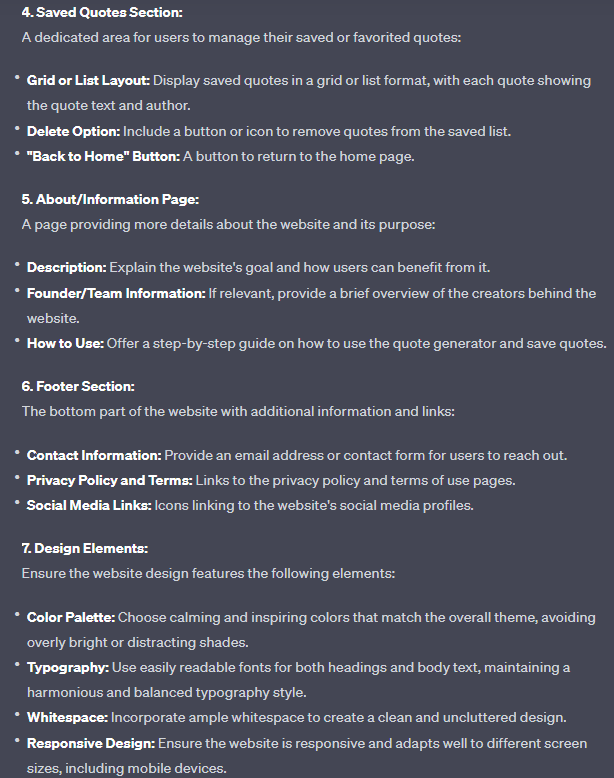 4. Saved Quotes Section:
A dedicated area for users to manage their saved or favorited quotes:
• Grid or List Layout: Display saved quotes in a grid or list format, with each quote showing
the quote text and author.
• Delete Option: Include a button or icon to remove quotes from the saved list.
• "Back to Home" Button: A button to return to the home page.
5. About/Information Page:
A page providing more details about the website and its purpose:
• Description: Explain the website's goal and how users can benefit from it.
• Founder/Team Information: If relevant, provide a brief overview of the creators behind the
website.
• How to Use: Offer a step-by-step guide on how to use the quote generator and save quotes.
6. Footer Section:
The bottom part of the website with additional information and links:
• Contact Information: Provide an email address or contact form for users to reach out.
• Privacy Policy and Terms: Links to the privacy policy and terms of use pages.
• Social Media Links: Icons linking to the website's social media profiles.
7. Design Elements:
Ensure the website design features the following elements:
• Color Palette: Choose calming and inspiring colors that match the overall theme, avoiding
overly bright or distracting shades.
• Typography: Use easily readable fonts for both headings and body text, maintaining a
harmonious and balanced typography style.
• Whitespace: Incorporate ample whitespace to create a clean and uncluttered design.
• Responsive Design: Ensure the website is responsive and adapts well to different screen
sizes, including mobile devices.